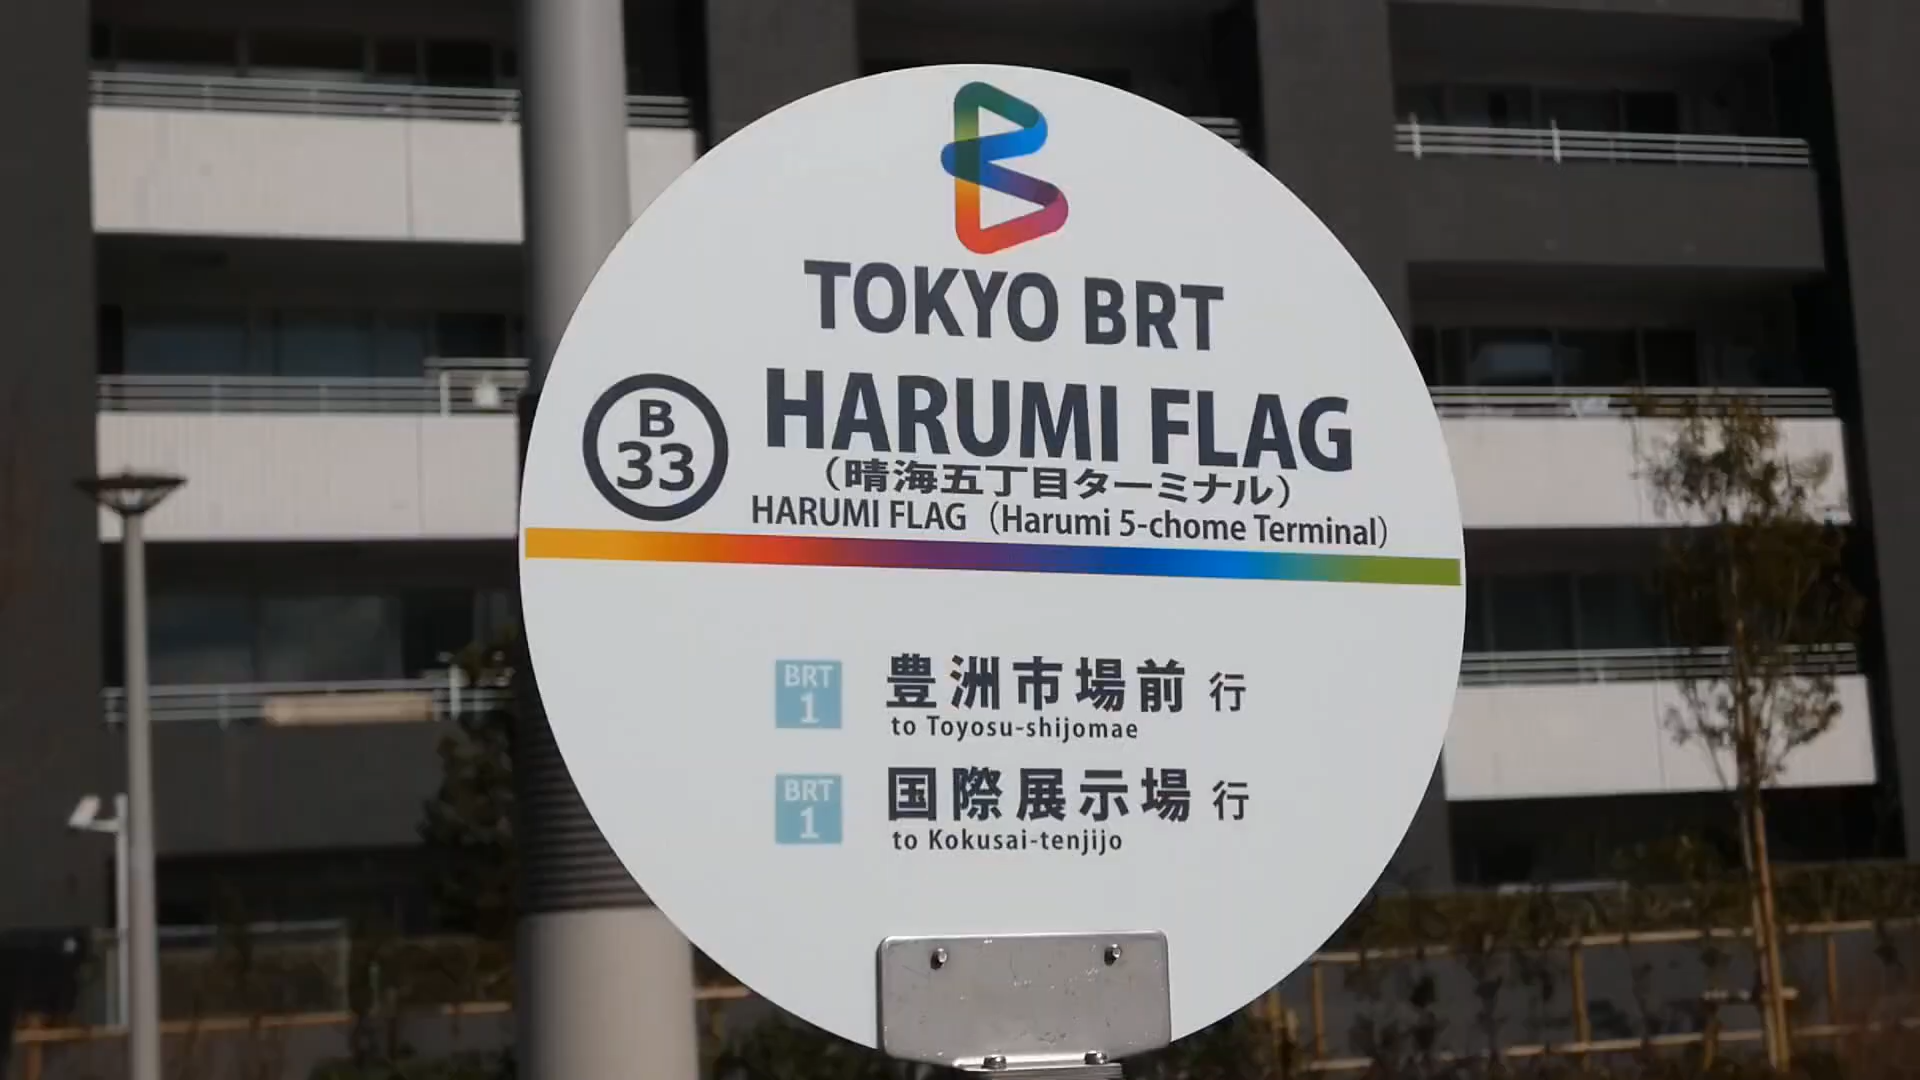 TOKYO BRT
B
33
HARUMI FLAG
（晴海五丁目ターミナル）
HARUMI FLAG（Harumi 5-chome Terminal）
BRT
1
豊洲市場前 行
to Toyosu-shijomae
BRT
1
国際展示場 行
to Kokusai-tenjijo